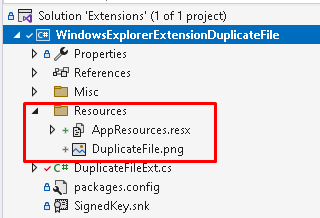 Solution 'Extensions' (1 of 1 project)
WindowsExplorerExtensionDuplicateFile
Properties
References
Misc
Resources
AppResources.resx
DuplicateFile.png
DuplicateFileExt.cs
packages.config
SignedKey.snk